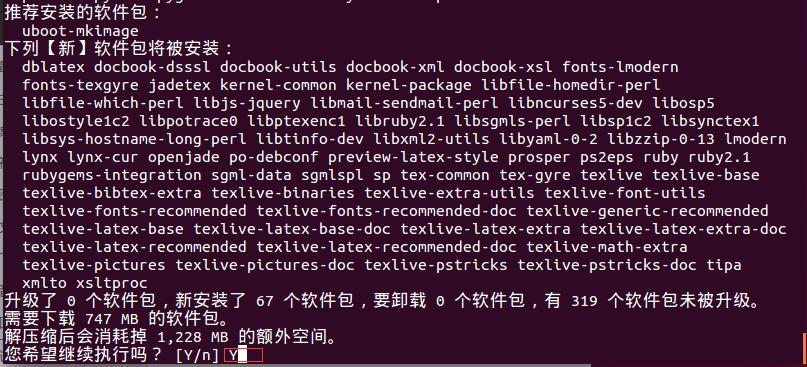 推荐安装的软件包：
uboot-mkimage
下列【新】软件包将被安装：
dblatex docbook-dsssl docbook-utils docbook-xml docbook-xsl fonts-lmodern
fonts-texgyre jadetex kernel-common kernel-package libfile-homedir-perl
libfile-which-perl libjs-jquery libmail-sendmail-perl libncurses5-dev libosp5
libostyle1c2 libpotrace0 libptexenc1 libruby2.1 libsgmls-perl libsp1c2 libsynctex1
libsys-hostname-long-perl libtinfo-dev libxml2-utils libyaml-0-2 libzzip-0-13 lmodern
lynx lynx-cur openjade po-debconf preview-latex-style prosper ps2eps ruby ruby2.1
rubygems-integration sgml-data sgmlspl sp tex-common tex-gyre texlive texlive-base
texlive-bibtex-extra texlive-binaries texlive-extra-utils texlive-font-utils
texlive-fonts-recommended texlive-fonts-recommended-doc texlive-generic-recommended
texlive-latex-base texlive-latex-base-doc texlive-latex-extra texlive-latex-extra-doc
texlive-latex-recommended texlive-latex-recommended-doc texlive-math-extra
texlive-pictures texlive-pictures-doc texlive-pstricks texlive-pstricks-doc tipa
xmlto xsltproc
升级了 0 个软件包，新安装了 67 个软件包，要卸载 0 个软件包，有 319 个软件包未被升级。
需要下载 747 MB 的软件包。
解压缩后会消耗掉 1,228 MB 的额外空间。
您希望继续执行吗？ [Y/n] Y